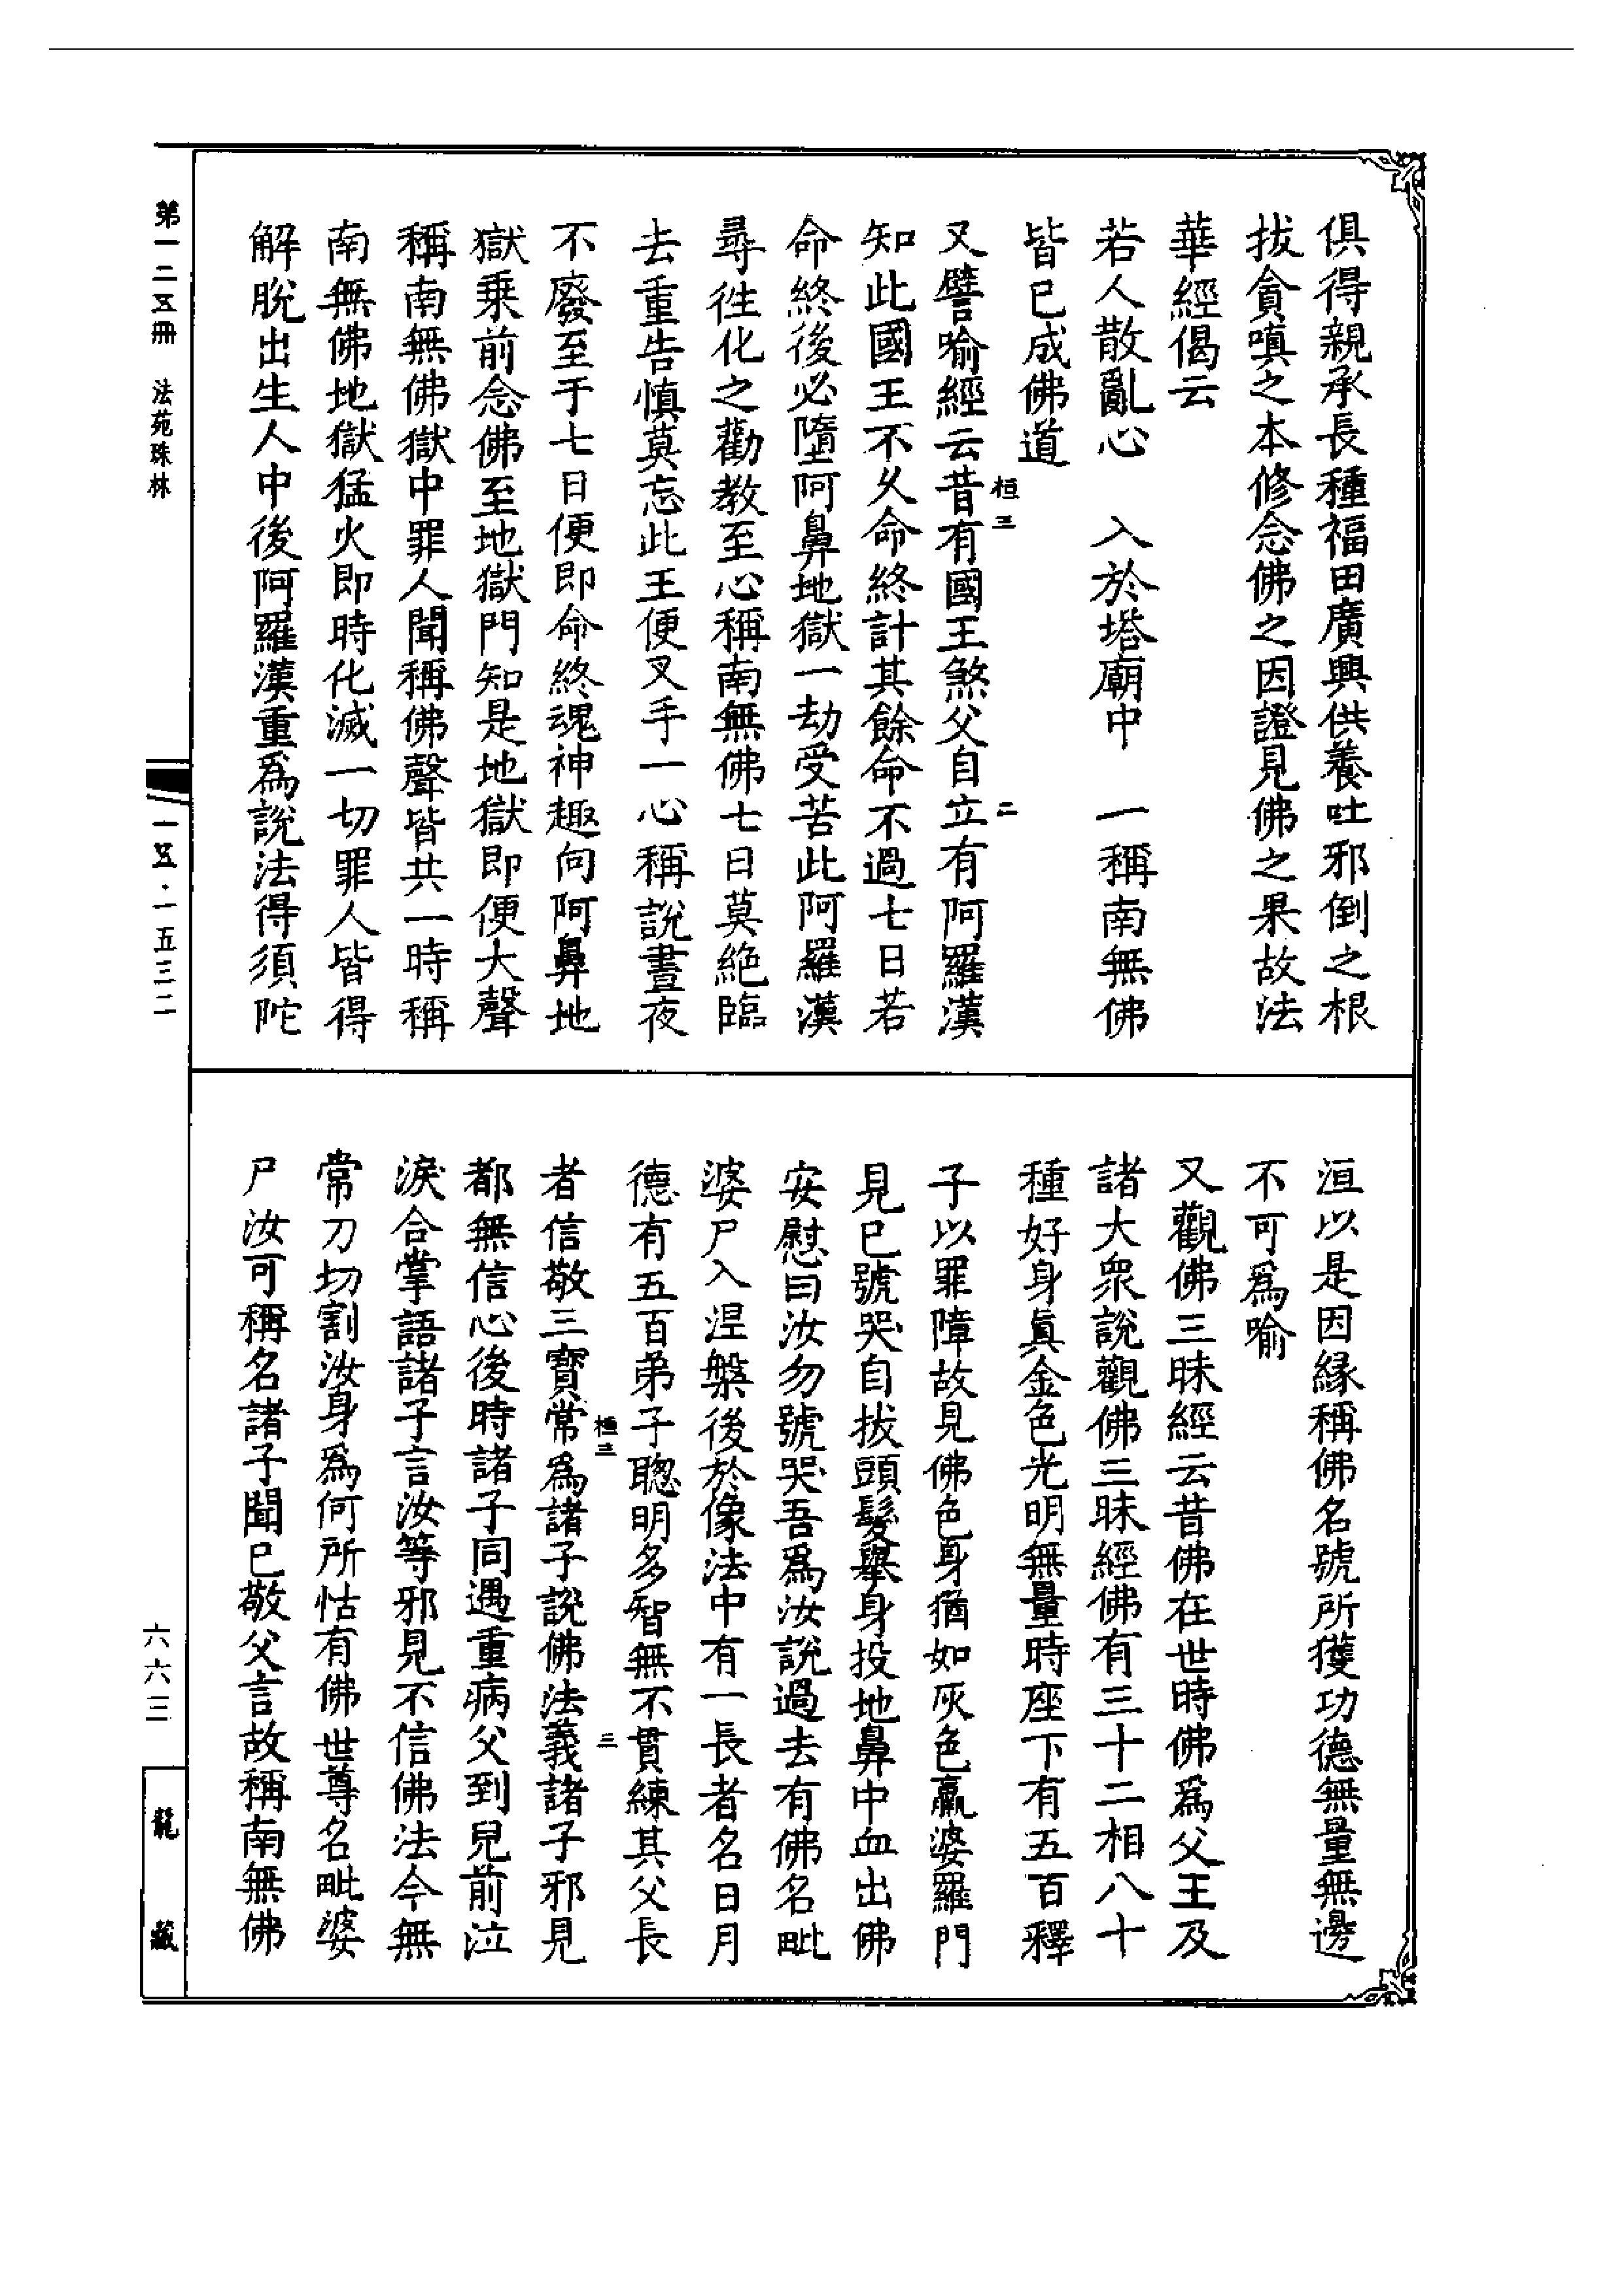 俱得親承長種福田廣興供養吐邪倒之根
拔貪嗔之本修念佛之因證見佛之果故法
華經偈云
若人散亂心　入於塔廟中　一稱南無佛
皆已成佛道
桓三
二
又譬喻經云昔有國王煞父自立有阿羅漢
知此國王不久命終計其餘命不過七日若
命終後必墮阿鼻地獄一劫受苦此阿羅漢
尋往化之勸教至心稱南無佛七日莫絕臨
去重告慎莫忘此王便叉手一心稱說晝夜
不廢至于七日便即命終魂神趣向阿鼻地
獄乘前念佛至地獄門知是地獄即便大聲
稱南無佛獄中罪人聞稱佛聲皆共一時稱
南無佛地獄猛火即時化滅一切罪人皆得
解脫出生人中後阿羅漢重爲說法得須陀
洹以是因緣稱佛名號所獲功德無量無邊
不可爲喻
又觀佛三昧經云昔佛在世時佛爲父王及
諸大衆說觀佛三昧經佛有三十二相八十
種好身真金色光明無量時座下有五百釋
子以罪障故見佛色身猶如灰色羸婆羅門
見已號哭自拔頭髮舉身投地鼻中血出佛
安慰曰汝勿號哭吾爲汝說過去有佛名毗
婆尸入涅槃後於像法中有一長者名日月
德有五百弟子聰明多智無不貫練其父長
桓三
三
者信敬三寶常爲諸子說佛法義諸子邪見
都無信心後時諸子同遇重病父到兒前泣
淚合掌語諸子言汝等邪見不信佛法今無
常刀切割汝身爲何所怙有佛世尊名毗婆
尸汝可稱名諸子聞已敬父言故稱南無佛
第一二五冊　法苑珠林
一五·一五三二
六六三
龍藏